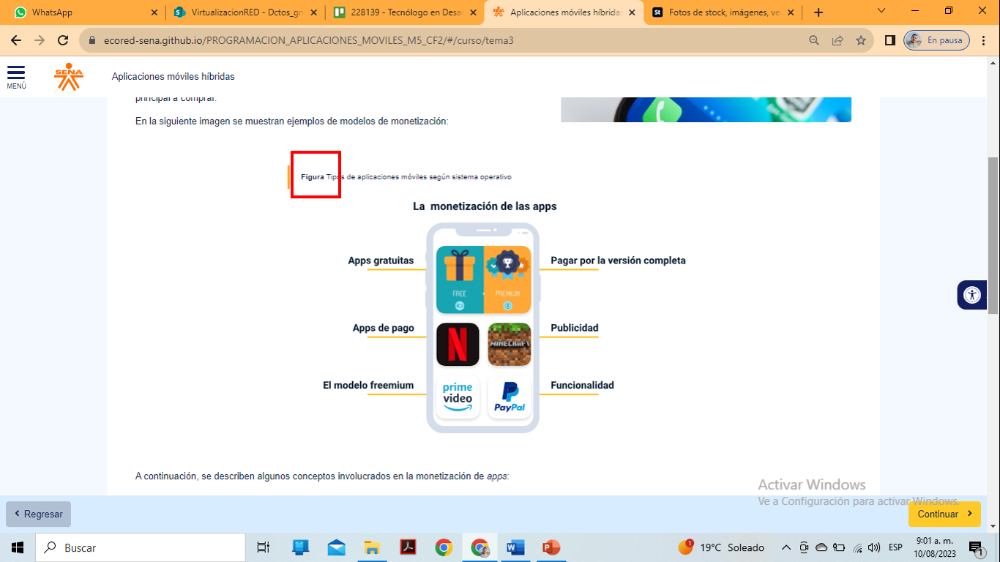 WhatsApp
VirtualizacionRED - Dctos_gr
228139 - Tecnólogo en Desar
Aplicaciones móviles híbridas
Fotos de stock, imágenes, ve
ecored-sena.github.io/PROGRAMACION_APLICACIONES_MOVILES_M5_CF2/#/curso/tema3
En pausa
MENÚ
SENA
Aplicaciones móviles híbridas
principal a comprar.
En la siguiente imagen se muestran ejemplos de modelos de monetización:
Figura Tipos de aplicaciones móviles según sistema operativo
La monetización de las apps
Apps gratuitas
Pagar por la versión completa
FREE
PREMIUM
Apps de pago
Publicidad
N
MINECRAFT
El modelo freemium
Funcionalidad
prime
video
PayPal
A continuación, se describen algunos conceptos involucrados en la monetización de apps:
Activar Windows
Ve a Configuración para activar Windows.
Regresar
Continuar
Buscar
19°C Soleado
ESP
9:01 a. m.
10/08/2023